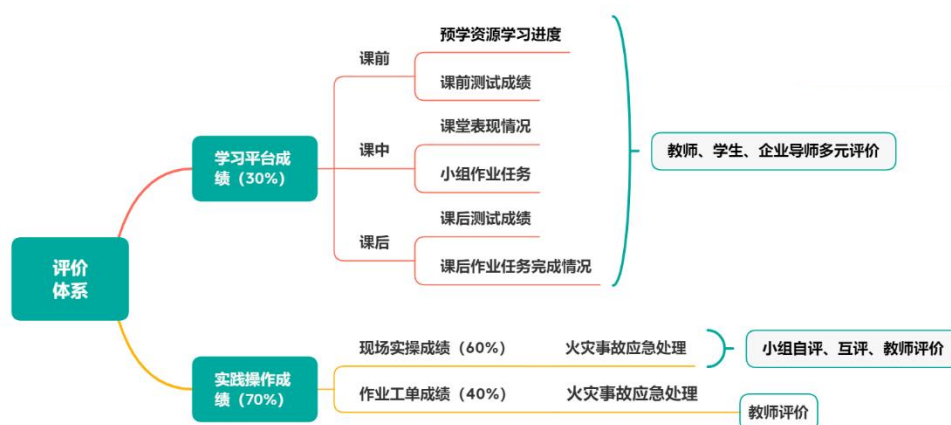 评价
体系
学习平台成
绩（30%）
课前
预学资源学习进度
课前测试成绩
课中
课堂表现情况
小组作业任务
课后
课后测试成绩
课后作业任务完成情况
教师、学生、企业导师多元评价
实践操作成
绩（70%）
现场实操成绩（60%） 火灾事故应急处理
小组自评、互评、教师评价
作业工单成绩（40%） 火灾事故应急处理
教师评价